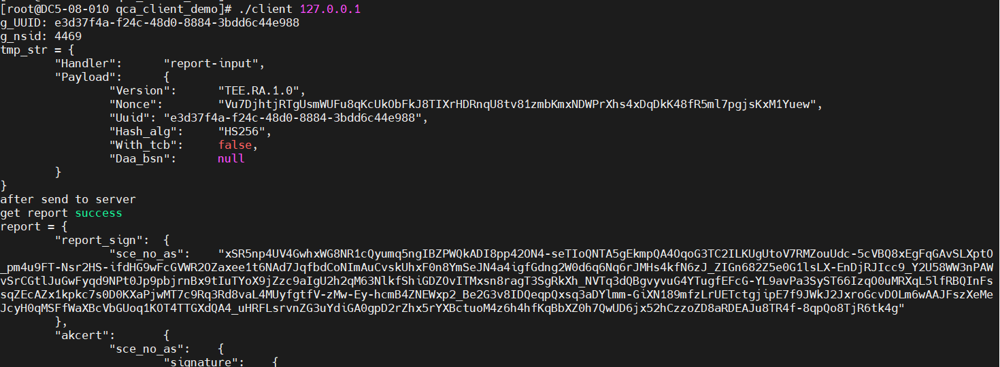 [root@DC5-08-010 qca_client_demo]# ./client 127.0.0.1
g_UUID: e3d37f4a-f24c-48d0-8884-3bdd6c44e988
g_nsid: 4469
tmp_str = {
"Handler": "report-input",
"Payload": {
"Version": "TEE.RA.1.0",
"Nonce": "Vu7DjhtjRTgUsmWUFu8qKcUkObFkJ8TIXrHDRnqU8tv81zmbKmxNDWPrXhs4xDqDkK48fR5ml7pgjsKxM1Yuew",
"Uuid": "e3d37f4a-f24c-48d0-8884-3bdd6c44e988",
"Hash_alg": "HS256",
"With_tcb": false,
"Daa_bsn": null
}
}
after send to server
get report success
report = {
"report_sign": {
"sce_no_as": "xSR5np4UV4GwhxWG8NR1cQyumq5ngIBZPWQkADI8pp42ON4-seTIoQNTA5gEkmpQA4OqoG3TC2ILKUgUtoV7RMZouUdc-5cVBQ8xEgFqGAvSLXptO
_pm4u9FT-Nsr2HS-ifdHG9wFcGVWR2OZaxee1t6NAd7JqfbdCoNImAuCvskUhxF0n8YmSeJN4a4igfGdng2W0d6q6Nq6rJMHs4kfN6zJ_ZIGn682Z5e0G1lsLX-EnDjRJIcc9_Y2U58WW3nPAW
vSrCGtlJuGwFyqd9NPt0Jp9pbjrnBx9tIuTYoX9jZzc9aIgU2h2qM63NlkfShiGDZOvITMxsn8ragT3SgRkXh_NVTq3dQBgvyvuG4YTugfEFcG-YL9avPa3SyST66IzqO0uMRXqL5lfRBQInFs
sqZEcAZx1kpkc7s0D0KXaPjwMT7c9Rq3Rd8vaL4MUyfgtfV-zMw-Ey-hcmB4ZNEWxp2_Be2G3v8IDQeqpQxsq3aDYlmm-GiXN189mfzLrUETctgjipE7f9JWkJ2JxroGcvDOLm6wAAJFszXeMe
JcyH0qMSFfWaXBcVbGUoq1KOT4TTGXdQA4_uHRFLsrvnZG3uYdiGA0gpD2rZhx5rYXBctuoM4z6h4hfKqBbXZ0h7QwUD6jx52hCzzoZD8aRDEAJu8TR4f-8qpQo8TjR6tk4g"
},
"akcert": {
"sce_no_as": {
"signature": {